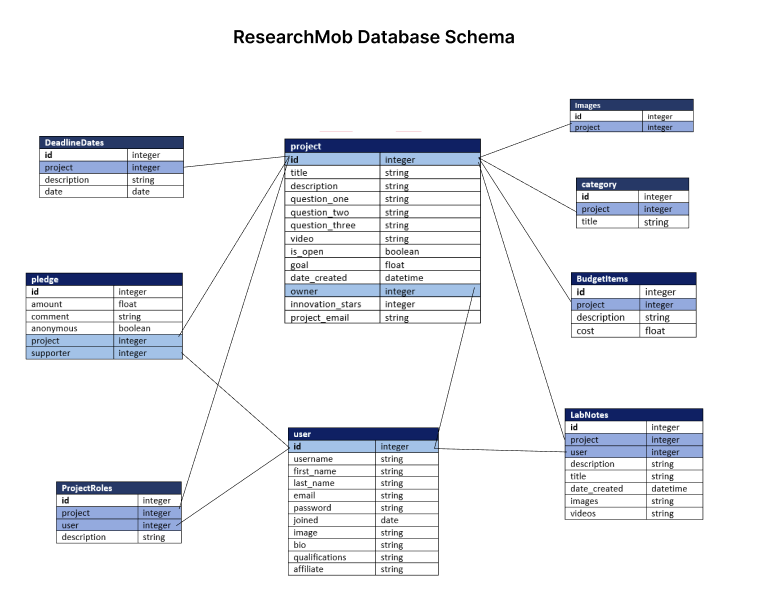 ResearchMob Database Schema
DeadlineDates
id integer
project integer
description string
date date
project
id integer
title string
description string
question_one string
question_two string
question_three string
video string
is_open boolean
goal float
date_created datetime
owner integer
innovation_stars integer
project_email string
Images
id integer
project integer
category
id integer
project integer
title string
pledge
id integer
amount float
comment string
anonymous boolean
project integer
supporter integer
BudgetItems
id integer
project integer
description string
cost float
user
id integer
username string
first_name string
last_name string
email string
password string
joined date
image string
bio string
qualifications string
affiliate string
LabNotes
id integer
project integer
user integer
description string
title string
date_created datetime
images string
videos string
ProjectRoles
id integer
project integer
user integer
description string